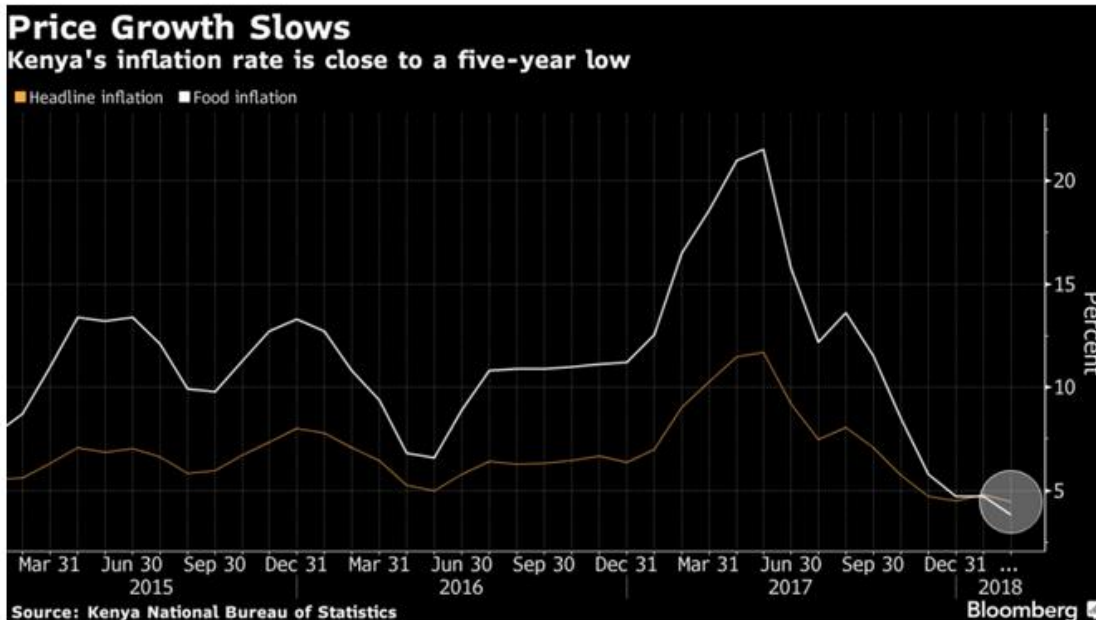 Price Growth Slows
Kenya's inflation rate is close to a five-year low
Headline inflation Food inflation
20
15
10
5
Percent
Mar 31 Jun 30 Sep 30 Dec 31 Mar 31 Jun 30 Sep 30 Dec 31 Mar 31 Jun 30 Sep 30 Dec 31 ...
2015 2016 2017 2018
Source: Kenya National Bureau of Statistics Bloomberg